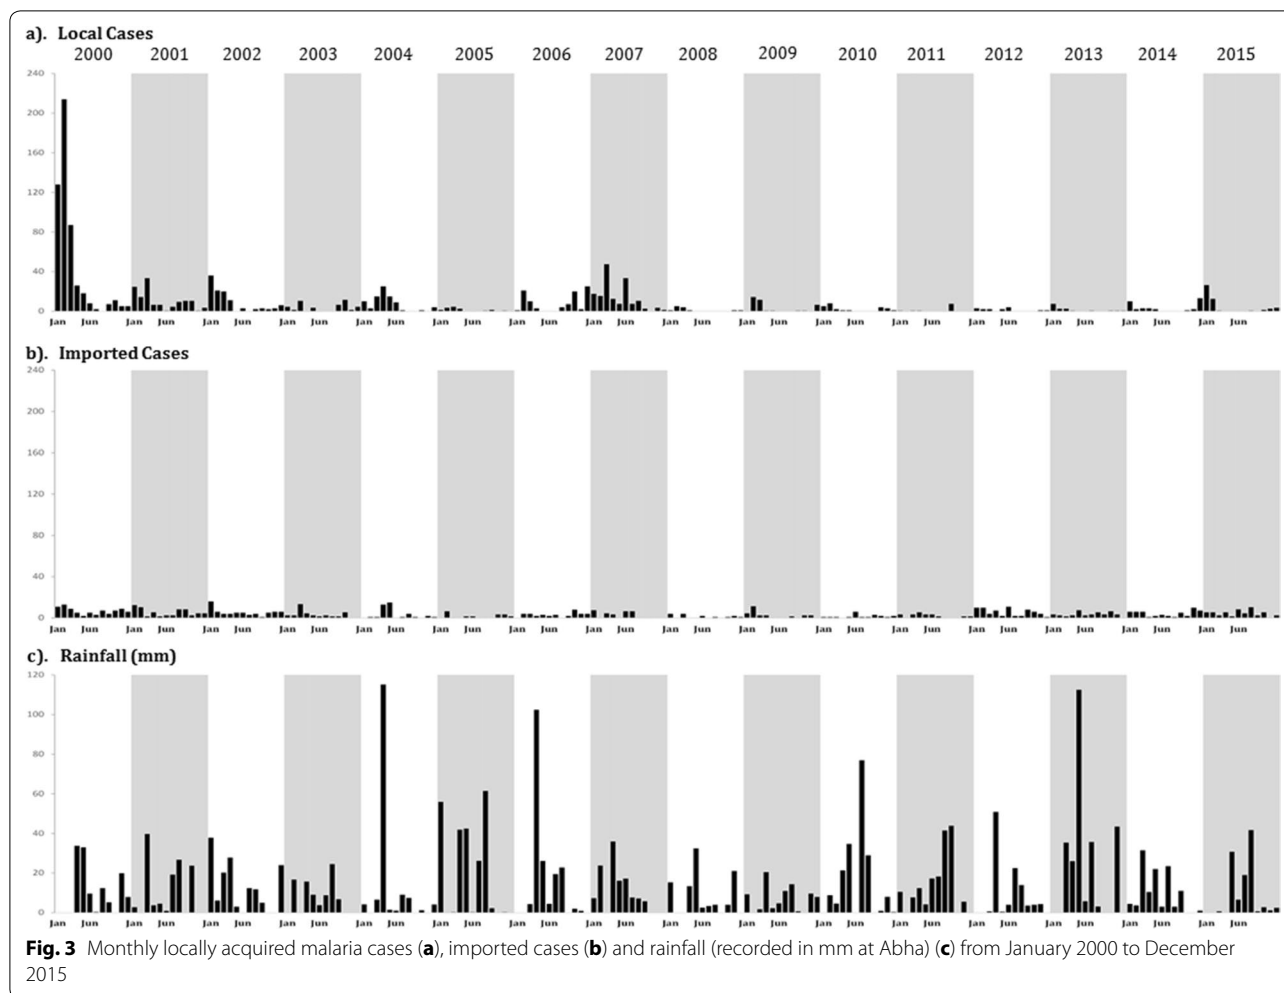 a). Local Cases
2000 2001 2002 2003 2004 2005 2006 2007 2008 2009 2010 2011 2012 2013 2014 2015
240
200
160
120
80
40
0
Jan Jun Jan Jun Jan Jun Jan Jun Jan Jun Jan Jun Jan Jun Jan Jun Jan Jun Jan Jun Jan Jun Jan Jun Jan Jun Jan Jun Jan Jun Jan Jun
b). Imported Cases
240
200
160
120
80
40
0
Jan Jun Jan Jun Jan Jun Jan Jun Jan Jun Jan Jun Jan Jun Jan Jun Jan Jun Jan Jun Jan Jun Jan Jun Jan Jun Jan Jun Jan Jun Jan Jun
c). Rainfall (mm)
120
100
80
60
40
20
0
Jan Jun Jan Jun Jan Jun Jan Jun Jan Jun Jan Jun Jan Jun Jan Jun Jan Jun Jan Jun Jan Jun Jan Jun Jan Jun Jan Jun Jan Jun Jan Jun
Fig. 3 Monthly locally acquired malaria cases (a), imported cases (b) and rainfall (recorded in mm at Abha) (c) from January 2000 to December
2015